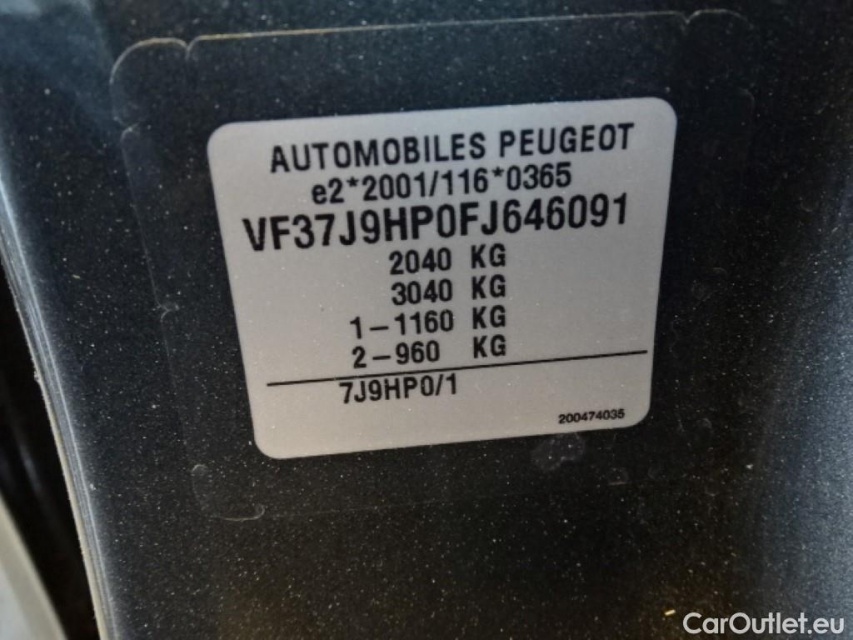 AUTOMOBILES PEUGEOT
e2*2001/116*0365
VF37J9HP0FJ646091
2040 KG
3040 KG
1-1160 KG
2-960 KG
7J9HP0/1
200474035
CarOutlet.eu